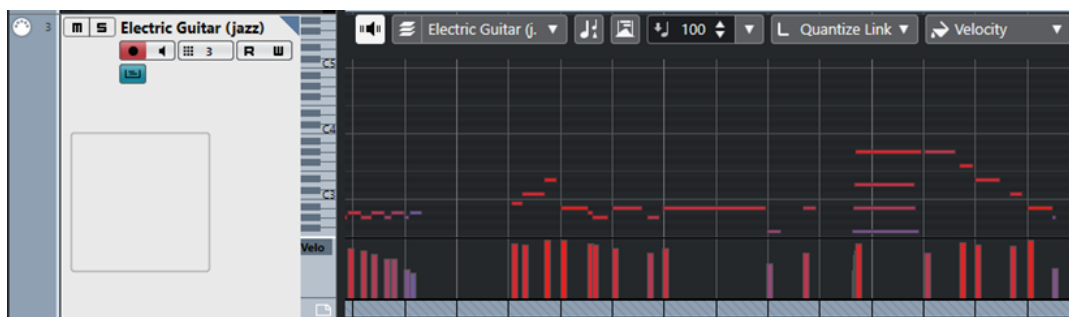 3 m S Electric Guitar (jazz)
3 R W
Electric Guitar (j. 100 L Quantize Link Velocity
C5
C4
C3
Velo